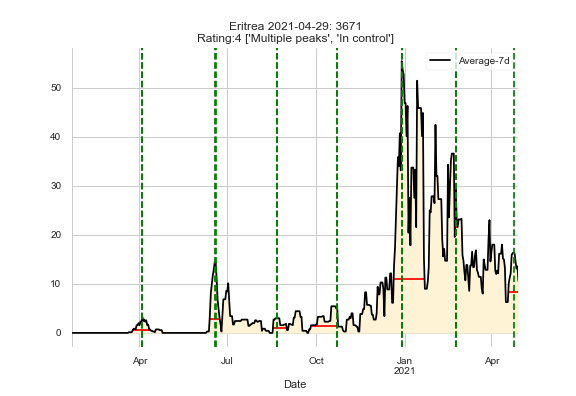 Eritrea 2021-04-29: 3671
Rating:4 ['Multiple peaks', 'In control']
Average-7d
50
40
30
20
10
0
Apr
Jul
Oct
Jan
2021
Apr
Date